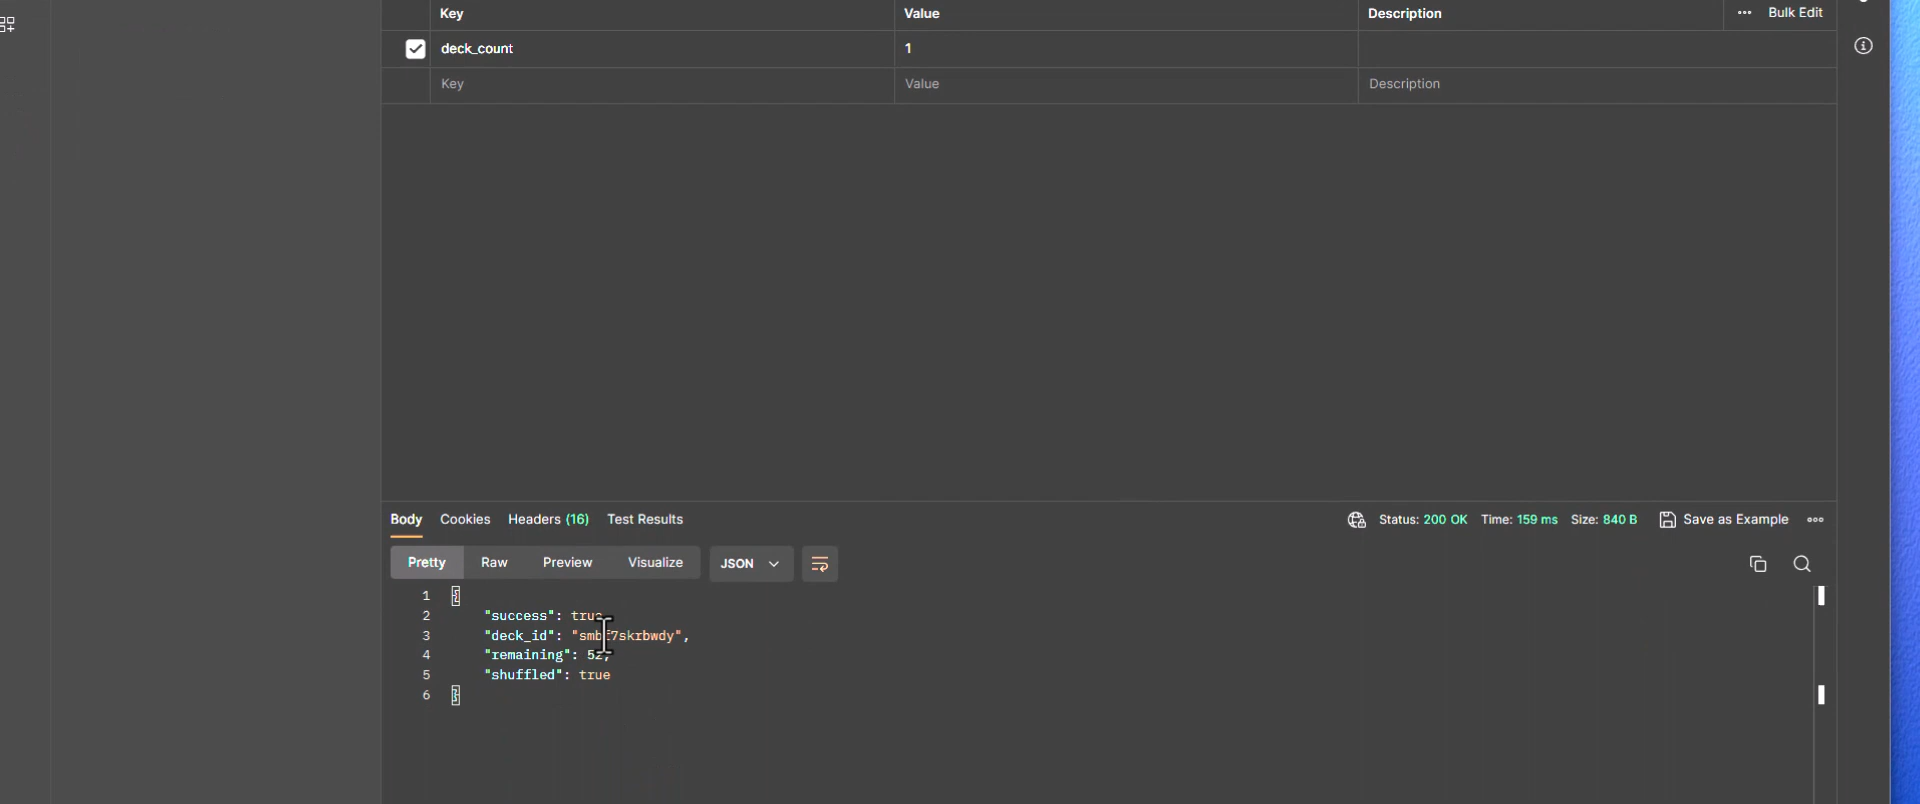 Key Value Description ••• Bulk Edit
deck_count 1
Key Value Description
Body Cookies Headers (16) Test Results Status: 200 OK Time: 159 ms Size: 840 B Save as Example
Pretty Raw Preview Visualize JSON
1 {
2 "success": true
3 "deck_id":
4 "remaining": 52,
5 "shuffled": true
6 }